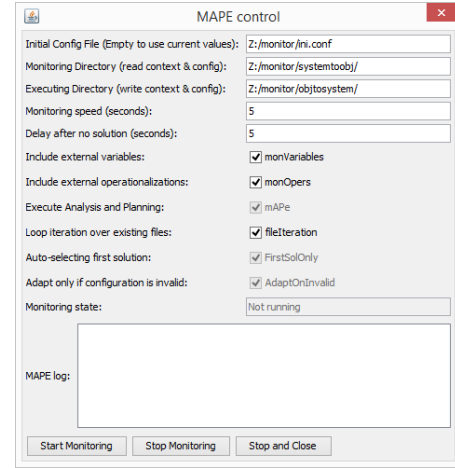 MAPE control
Initial Config File (Empty to use current values): Z:/monitor/ini.conf
Monitoring Directory (read context & config): Z:/monitor/systemtoobj/
Executing Directory (write context & config): Z:/monitor/objtosystem/
Monitoring speed (seconds): 5
Delay after no solution (seconds): 5
Include external variables: monVariables
Include external operationalizations: monOpers
Execute Analysis and Planning: mAPe
Loop iteration over existing files: fileIteration
Auto-selecting first solution: FirstSolOnly
Adapt only if configuration is invalid: AdaptOnInvalid
Monitoring state: Not running
MAPE log:
Start Monitoring Stop Monitoring Stop and Close